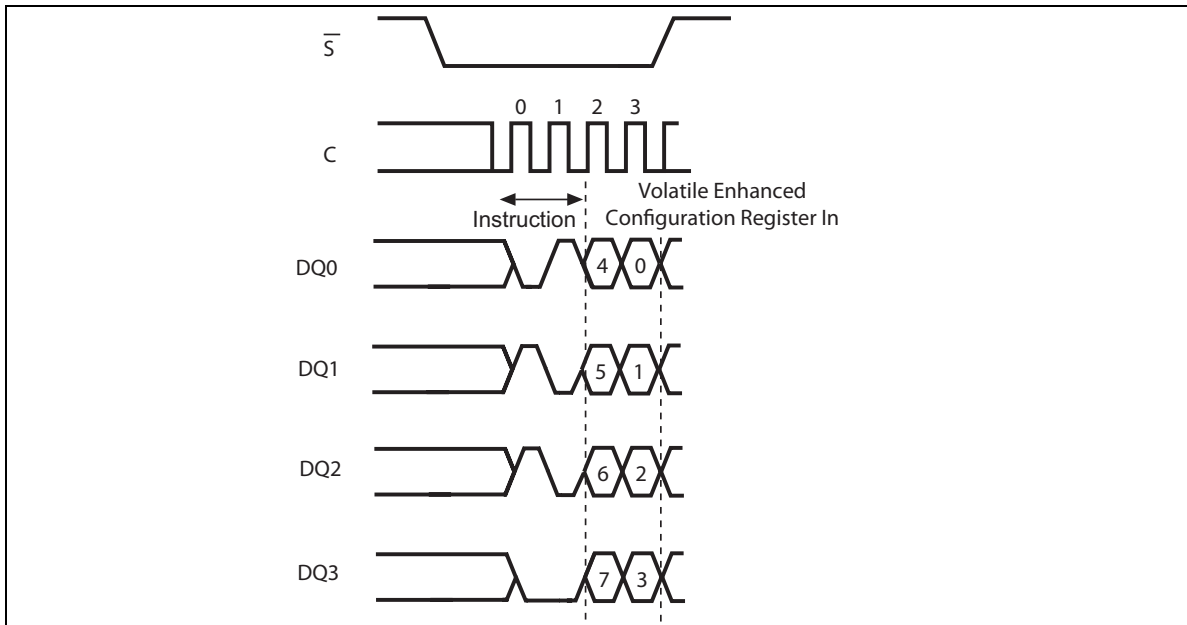 S
0 1 2 3
C
Volatile Enhanced
Instruction Configuration Register In
DQ0 4 0
DQ1 5 1
DQ2 6 2
DQ3 7 3